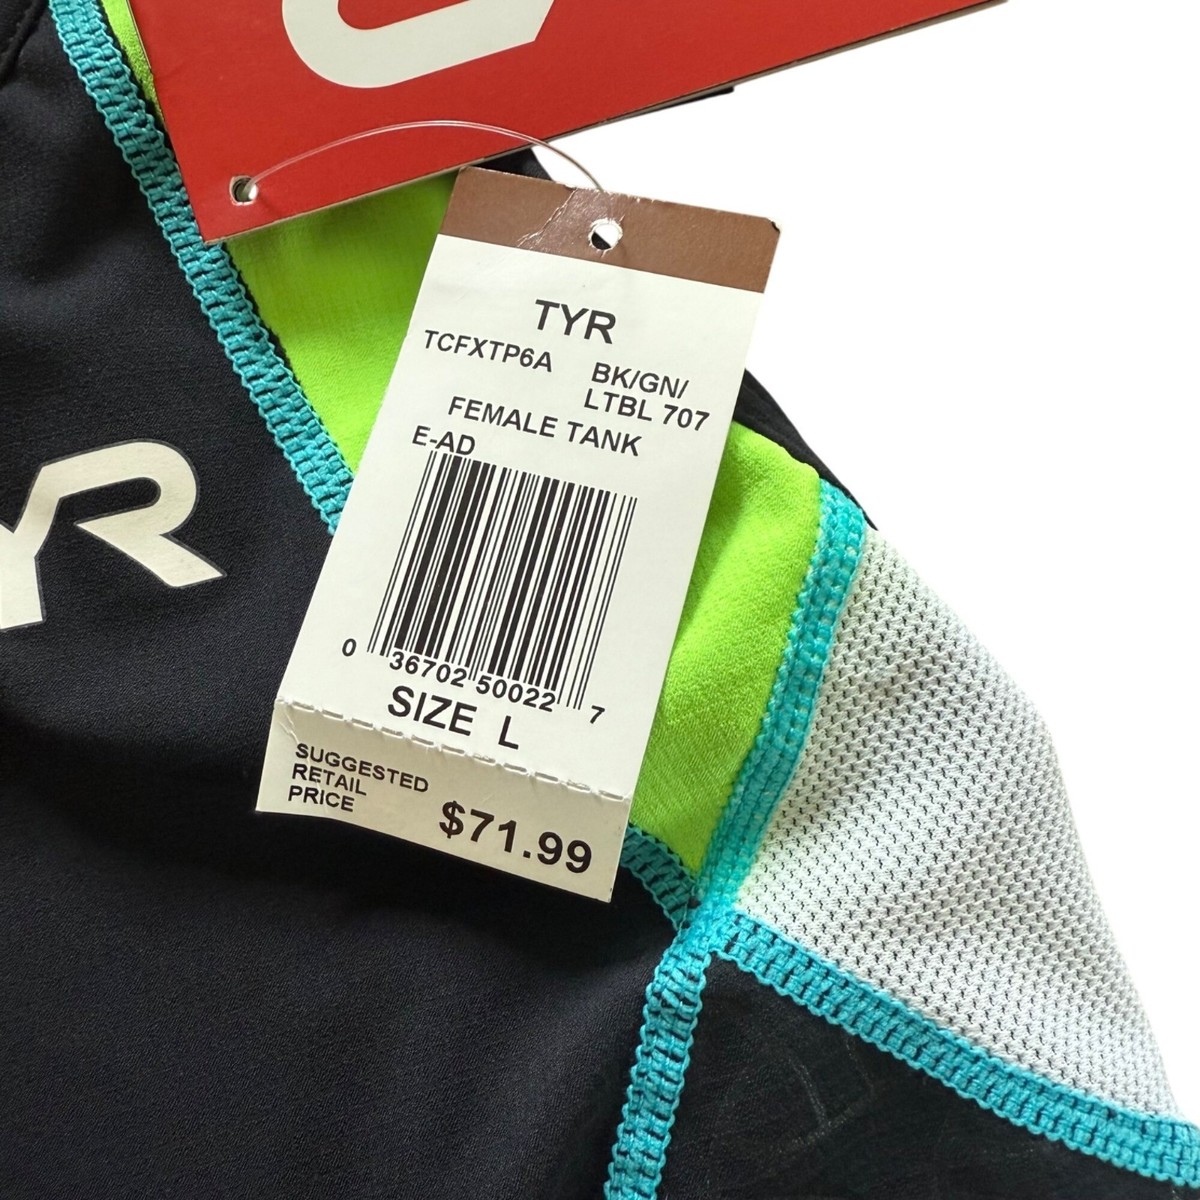 TYR
TCFXTP6A
BK/GN/
LTBL 707
FEMALE TANK
E-AD
0 36702 50022 7
SIZE L
SUGGESTED
RETAIL
PRICE
$71.99
YR